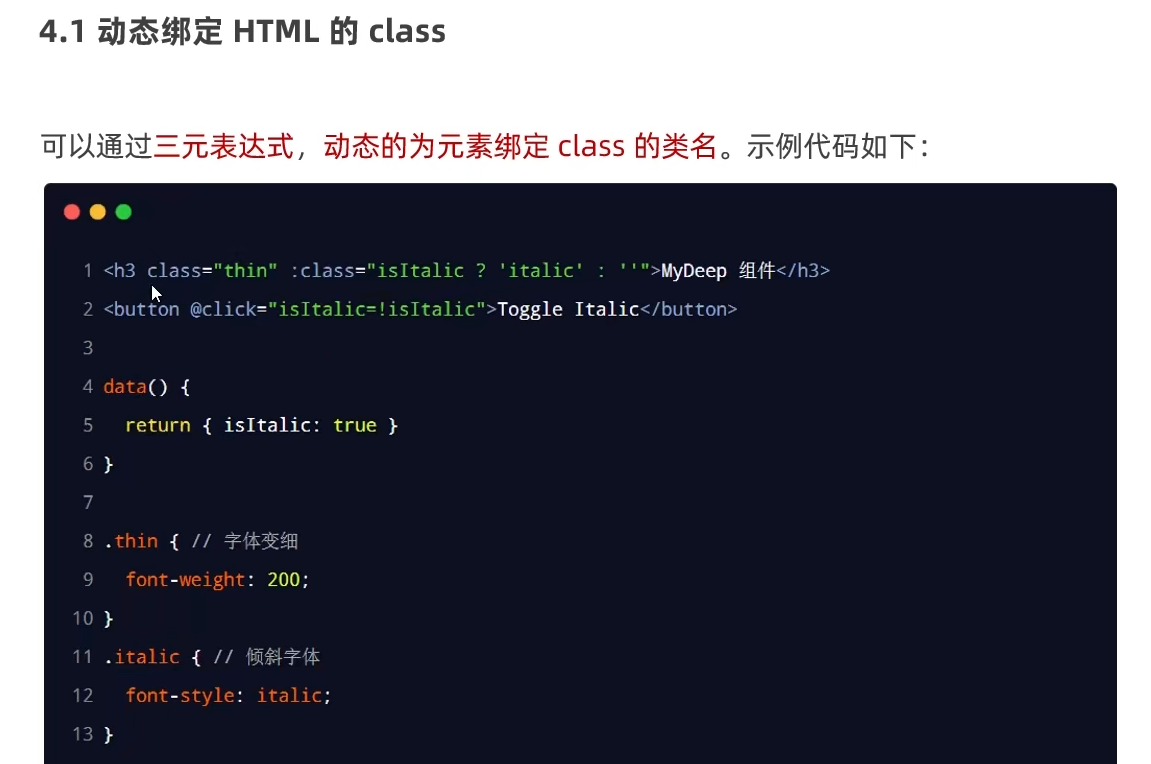 4.1 动态绑定 HTML 的 class
可以通过三元表达式，动态的为元素绑定 class 的类名。示例代码如下：
1 <h3 class="thin" :class="isItalic ? 'italic' : ''">MyDeep 组件</h3>
2 <button @click="isItalic=!isItalic">Toggle Italic</button>
3
4 data() {
5   return { isItalic: true }
6 }
7
8 .thin { // 字体变细
9   font-weight: 200;
10 }
11 .italic { // 倾斜字体
12   font-style: italic;
13 }